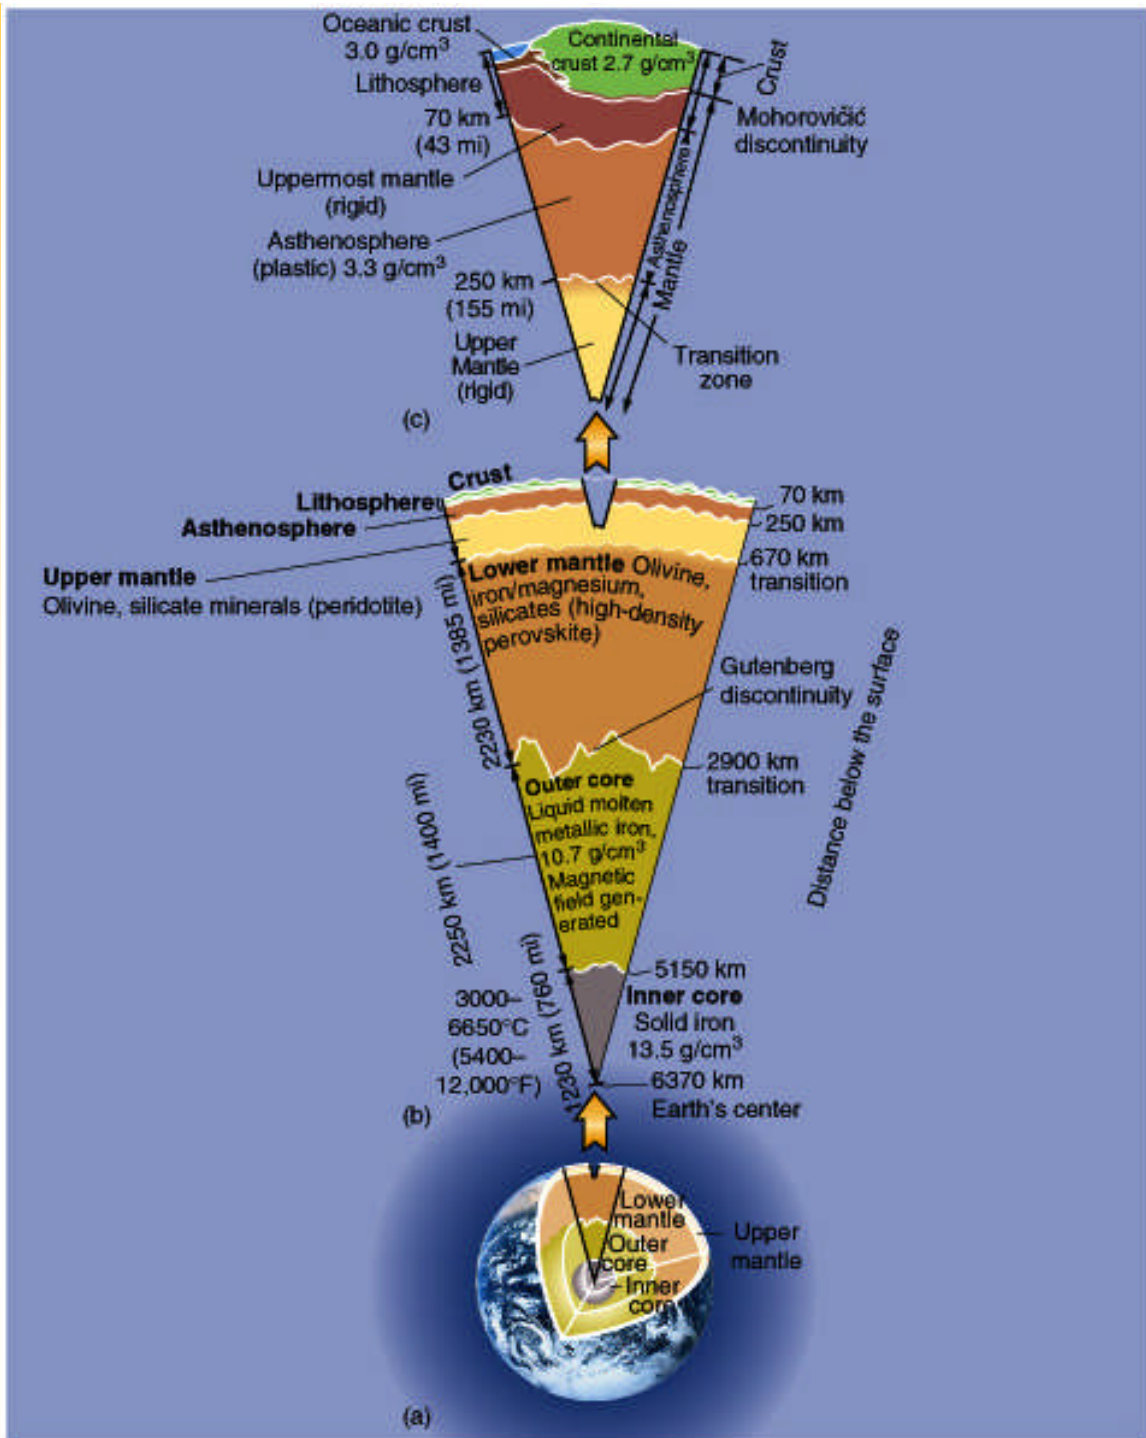 Oceanic crust
3.0 g/cm³
Continental
crust 2.7 g/cm³
Crust
Lithosphere
70 km
(43 mi)
Mohorovičić
discontinuity
Uppermost mantle
(rigid)
Asthenosphere
(plastic) 3.3 g/cm³
Asthenosphere
Mantle
250 km
(155 mi)
Upper
Mantle
(rigid)
Transition
zone
(c)
Crust
Lithosphere
Asthenosphere
70 km
250 km
670 km
transition
Upper mantle
Olivine, silicate minerals (peridotite)
Lower mantle Olivine,
iron/magnesium,
silicates (high-density
perovskite)
2230 km (1385 mi)
Gutenberg
discontinuity
Distance below the surface
2900 km
transition
Outer core
Liquid molten
metallic iron,
10.7 g/cm³
Magnetic
field gen-
erated
2250 km (1400 mi)
5150 km
Inner core
Solid iron
13.5 g/cm³
3000–
6650°C
(5400–
12,000°F)
1230 km (760 mi)
6370 km
Earth's center
(b)
Lower
mantle
Outer
core
Inner
core
Upper
mantle
(a)